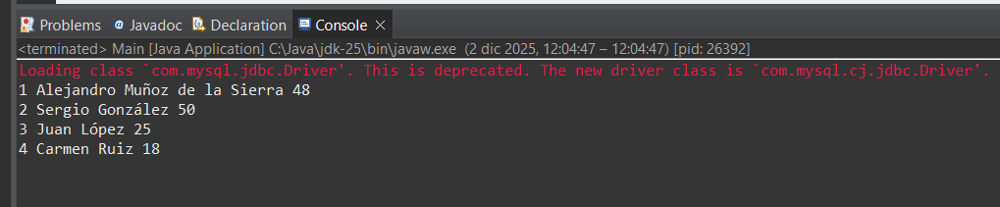 Problems @ Javadoc Declaration Console
<terminated> Main [Java Application] C:\Java\jdk-25\bin\javaw.exe (2 dic 2025, 12:04:47 – 12:04:47) [pid: 26392]
Loading class `com.mysql.jdbc.Driver'. This is deprecated. The new driver class is `com.mysql.cj.jdbc.Driver'.
1 Alejandro Muñoz de la Sierra 48
2 Sergio González 50
3 Juan López 25
4 Carmen Ruiz 18